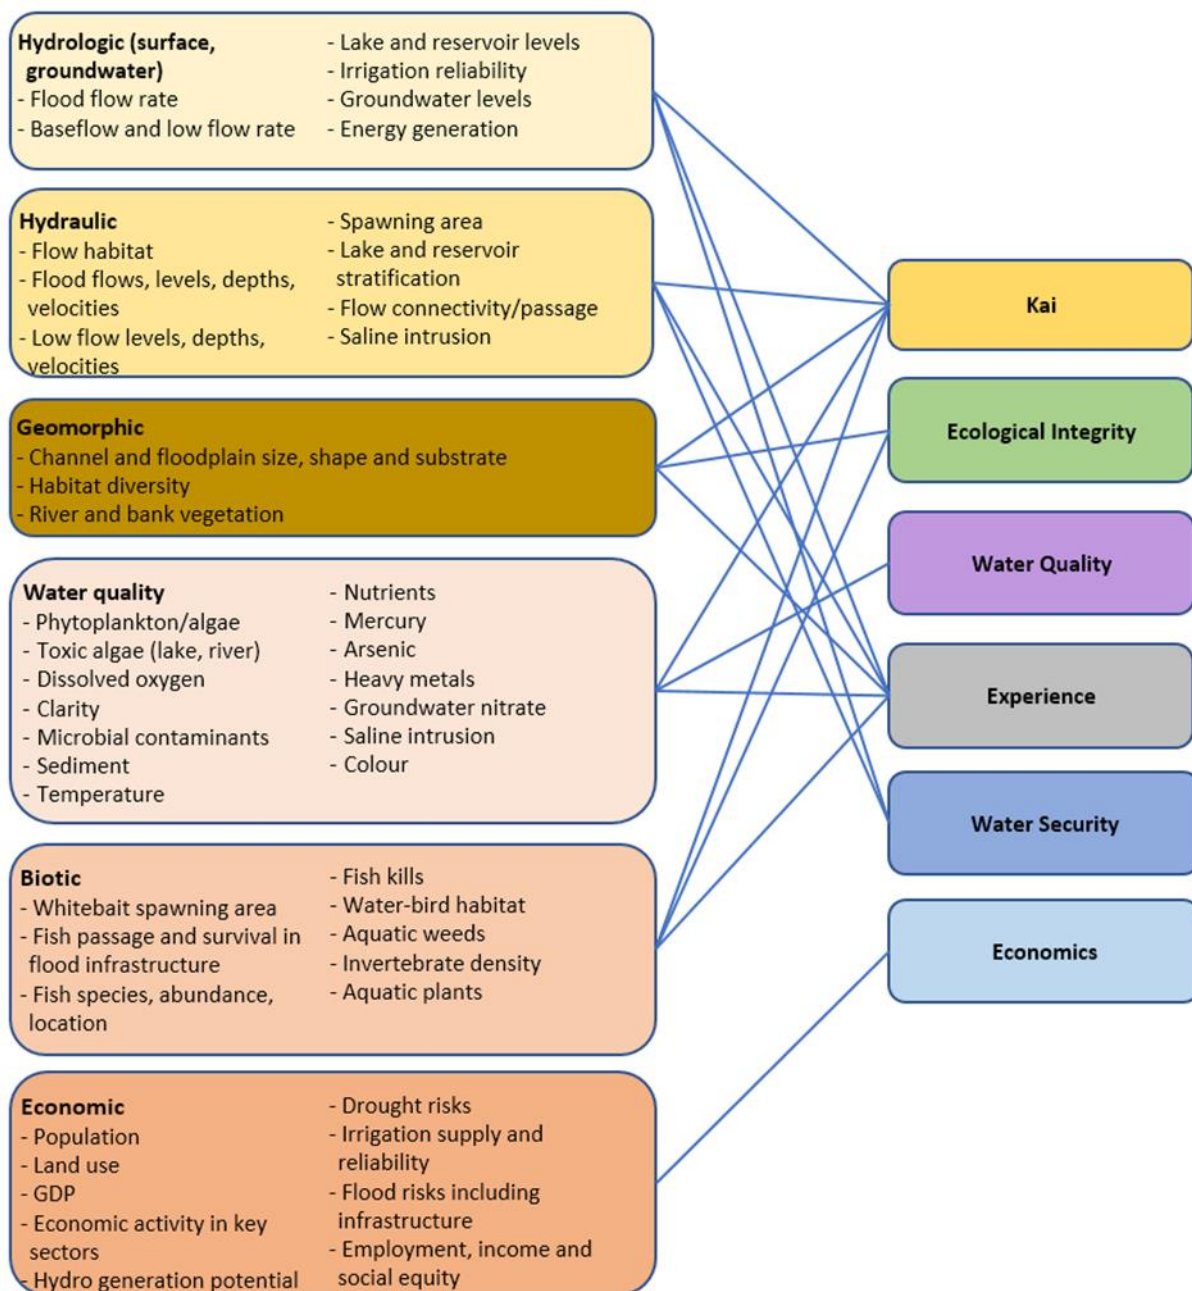 Hydrologic (surface,
groundwater)
- Flood flow rate
- Baseflow and low flow rate
- Lake and reservoir levels
- Irrigation reliability
- Groundwater levels
- Energy generation
Hydraulic
- Flow habitat
- Flood flows, levels, depths,
velocities
- Low flow levels, depths,
velocities
- Spawning area
- Lake and reservoir
stratification
- Flow connectivity/passage
- Saline intrusion
Geomorphic
- Channel and floodplain size, shape and substrate
- Habitat diversity
- River and bank vegetation
Water quality
- Phytoplankton/algae
- Toxic algae (lake, river)
- Dissolved oxygen
- Clarity
- Microbial contaminants
- Sediment
- Temperature
- Nutrients
- Mercury
- Arsenic
- Heavy metals
- Groundwater nitrate
- Saline intrusion
- Colour
Biotic
- Whitebait spawning area
- Fish passage and survival in
flood infrastructure
- Fish species, abundance,
location
- Fish kills
- Water-bird habitat
- Aquatic weeds
- Invertebrate density
- Aquatic plants
Economic
- Population
- Land use
- GDP
- Economic activity in key
sectors
- Hydro generation potential
- Drought risks
- Irrigation supply and
reliability
- Flood risks including
infrastructure
- Employment, income and
social equity
Kai
Ecological Integrity
Water Quality
Experience
Water Security
Economics